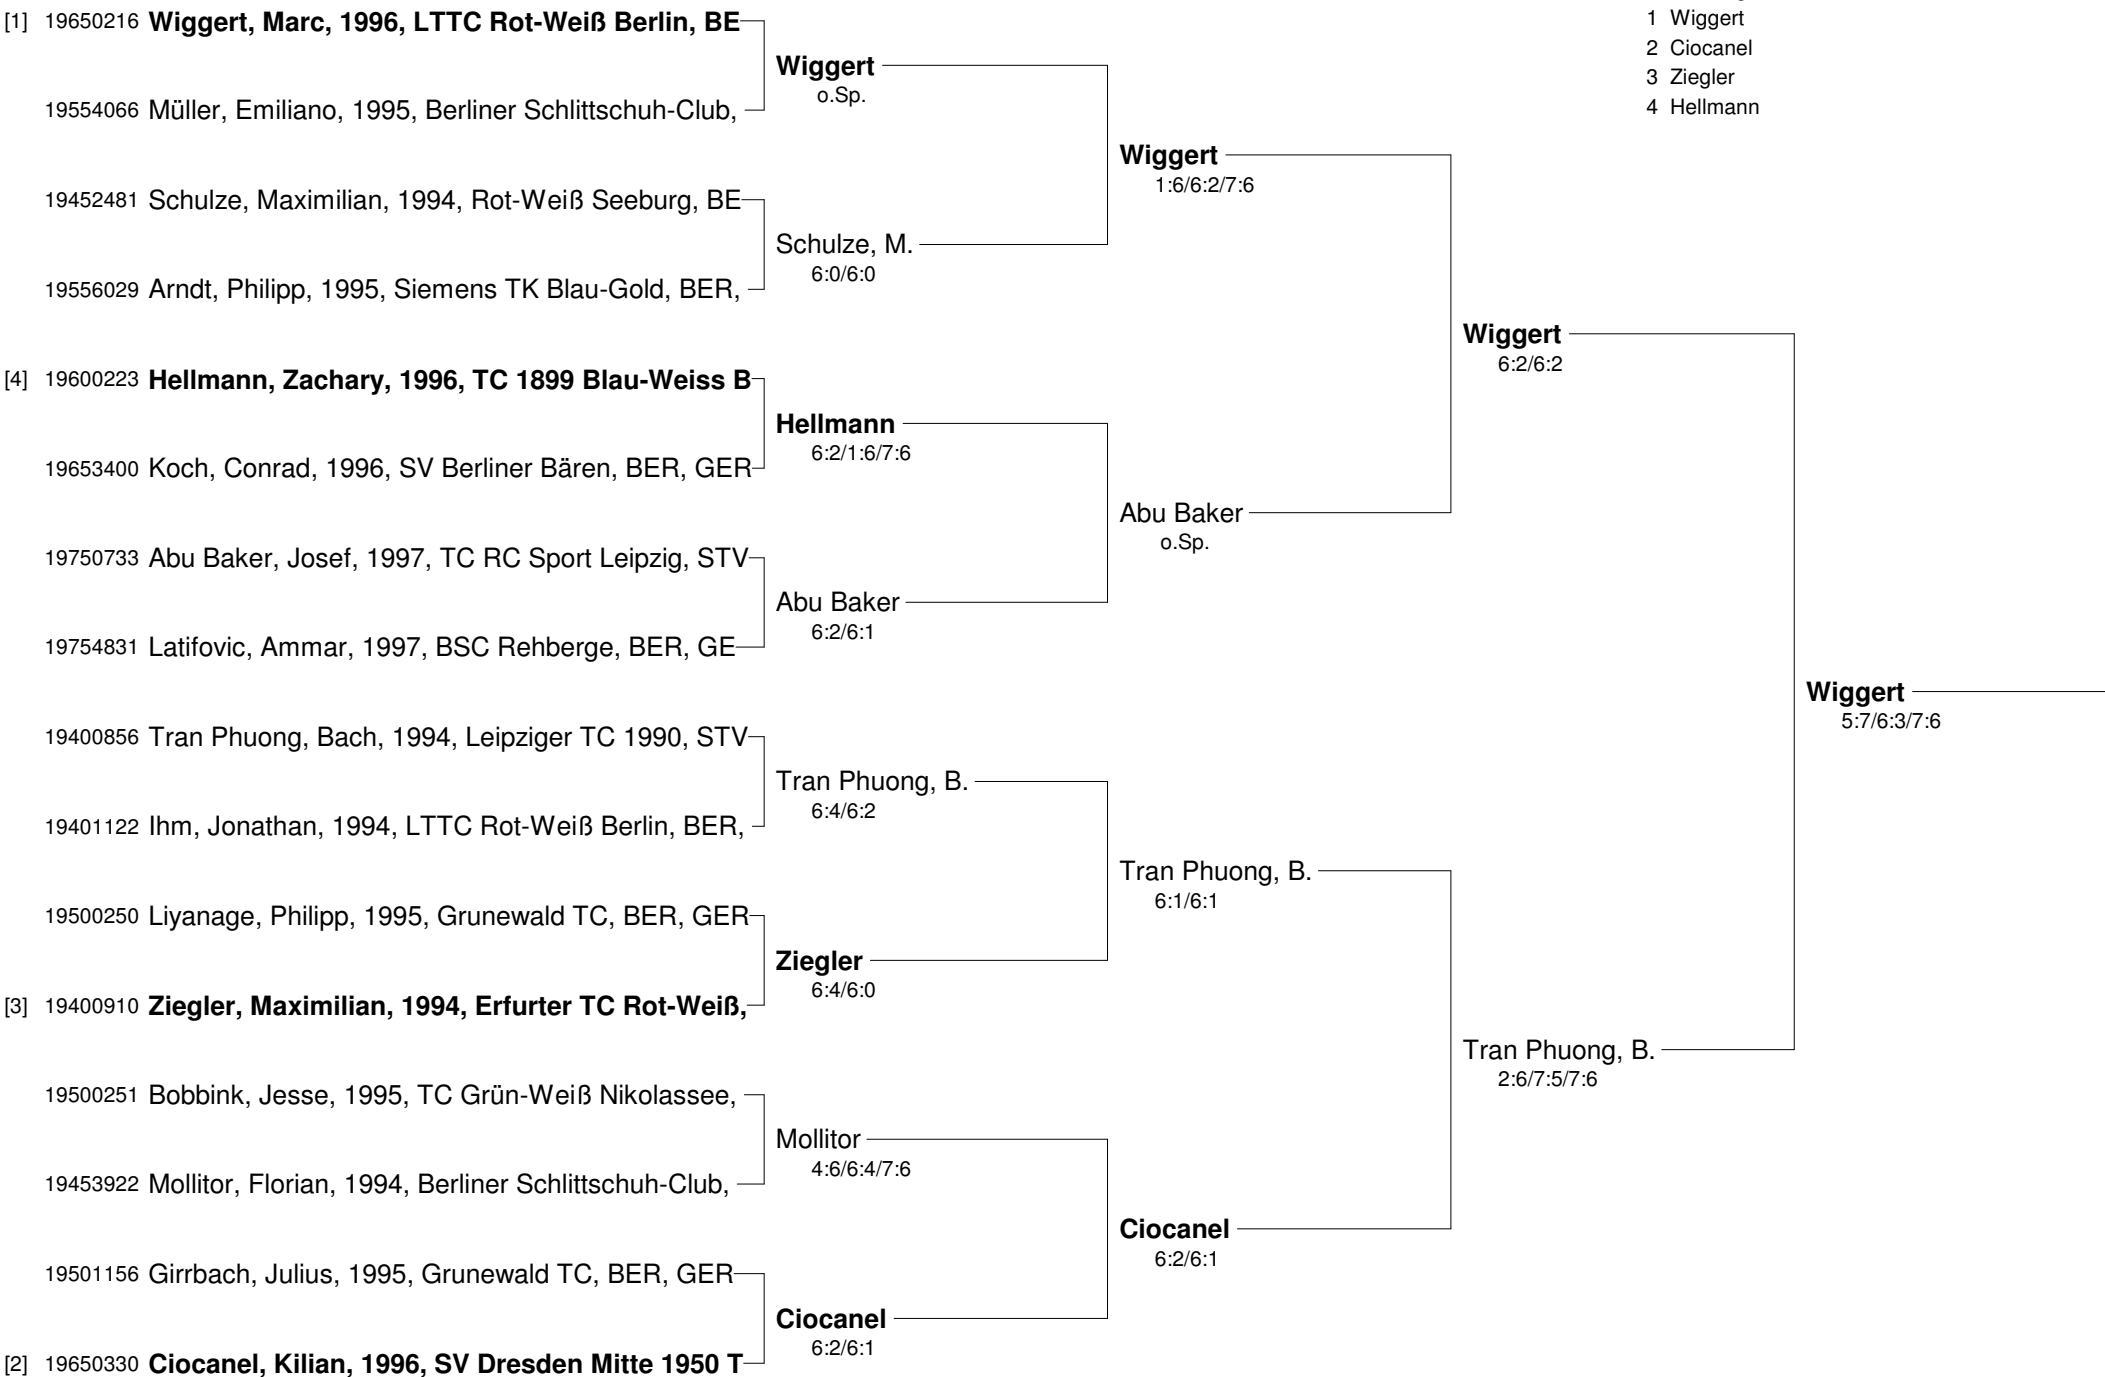 [1] 19650216 Wiggert, Marc, 1996, LTTC Rot-Weiß Berlin, BE
19554066 Müller, Emiliano, 1995, Berliner Schlittschuh-Club,
19452481 Schulze, Maximilian, 1994, Rot-Weiß Seeburg, BE
19556029 Arndt, Philipp, 1995, Siemens TK Blau-Gold, BER,
[4] 19600223 Hellmann, Zachary, 1996, TC 1899 Blau-Weiss B
19653400 Koch, Conrad, 1996, SV Berliner Bären, BER, GER
19750733 Abu Baker, Josef, 1997, TC RC Sport Leipzig, STV
19754831 Latifovic, Ammar, 1997, BSC Rehberge, BER, GE
19400856 Tran Phuong, Bach, 1994, Leipziger TC 1990, STV
19401122 Ihm, Jonathan, 1994, LTTC Rot-Weiß Berlin, BER,
19500250 Liyanage, Philipp, 1995, Grunewald TC, BER, GER
[3] 19400910 Ziegler, Maximilian, 1994, Erfurter TC Rot-Weiß,
19500251 Bobbink, Jesse, 1995, TC Grün-Weiß Nikolassee,
19453922 Mollitor, Florian, 1994, Berliner Schlittschuh-Club,
19501156 Girrbach, Julius, 1995, Grunewald TC, BER, GER
[2] 19650330 Ciocanel, Kilian, 1996, SV Dresden Mitte 1950 T
Wiggert
o.Sp.
Schulze, M.
6:0/6:0
Hellmann
6:2/1:6/7:6
Abu Baker
6:2/6:1
Tran Phuong, B.
6:4/6:2
Ziegler
6:4/6:0
Mollitor
4:6/6:4/7:6
Ciocanel
6:2/6:1
Wiggert
1:6/6:2/7:6
Abu Baker
o.Sp.
Tran Phuong, B.
6:1/6:1
Ciocanel
6:2/6:1
Wiggert
6:2/6:2
Tran Phuong, B.
2:6/7:5/7:6
Wiggert
5:7/6:3/7:6
1 Wiggert
2 Ciocanel
3 Ziegler
4 Hellmann